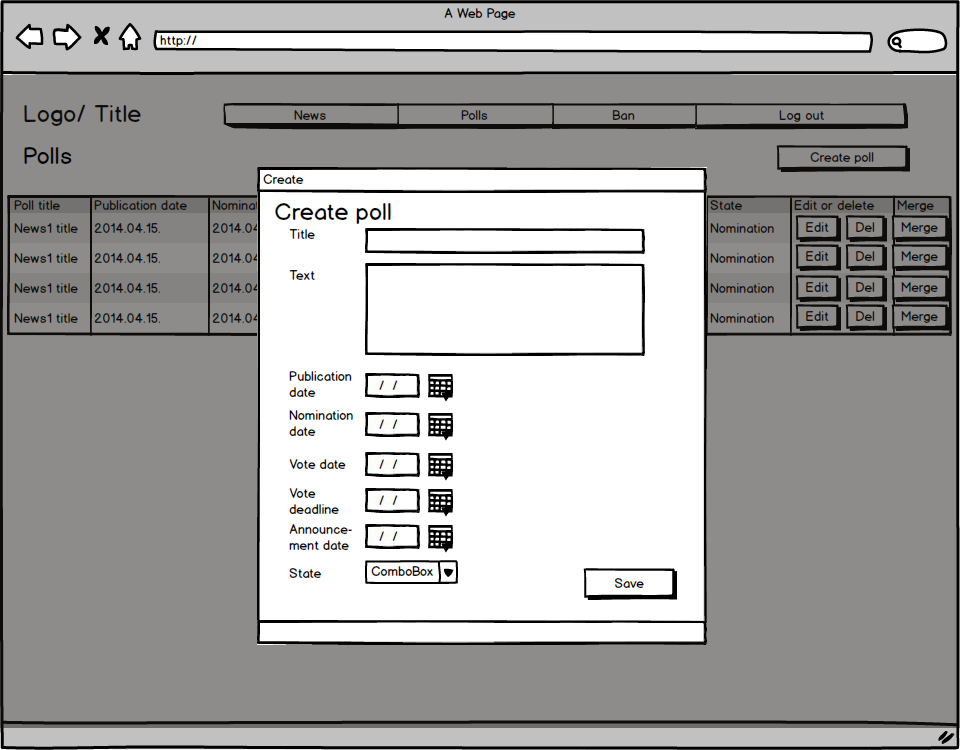 A Web Page
http://
Logo/ Title
News Polls Ban Log out
Polls
Create poll
Poll title Publication date Nomina State Edit or delete Merge
News1 title 2014.04.15. 2014.04 Nomination Edit Del Merge
News1 title 2014.04.15. 2014.04 Nomination Edit Del Merge
News1 title 2014.04.15. 2014.04 Nomination Edit Del Merge
News1 title 2014.04.15. 2014.04 Nomination Edit Del Merge
Create
Create poll
Title
Text
Publication
date
/ /
Nomination
date
/ /
Vote date
/ /
Vote
deadline
/ /
Announce-
ment date
/ /
State
ComboBox
Save